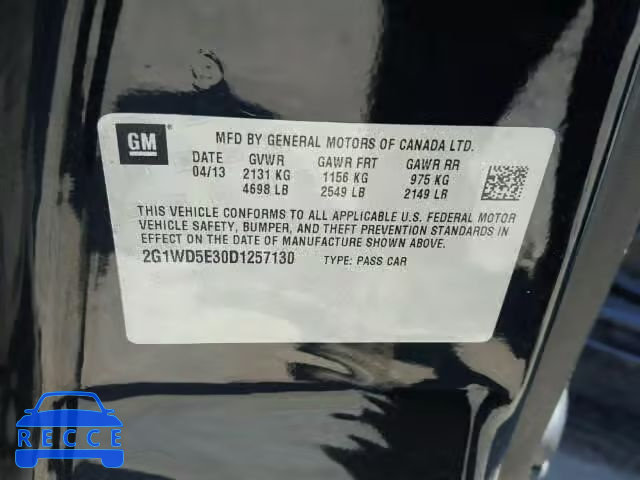 GM
MFD BY GENERAL MOTORS OF CANADA LTD.
DATE GVWR GAWR FRT GAWR RR
04/13 2131 KG 1156 KG 975 KG
4698 LB 2549 LB 2149 LB
THIS VEHICLE CONFORMS TO ALL APPLICABLE U.S. FEDERAL MOTOR
VEHICLE SAFETY, BUMPER, AND THEFT PREVENTION STANDARDS IN
EFFECT ON THE DATE OF MANUFACTURE SHOWN ABOVE.
2G1WD5E30D1257130 TYPE: PASS CAR
RECCE